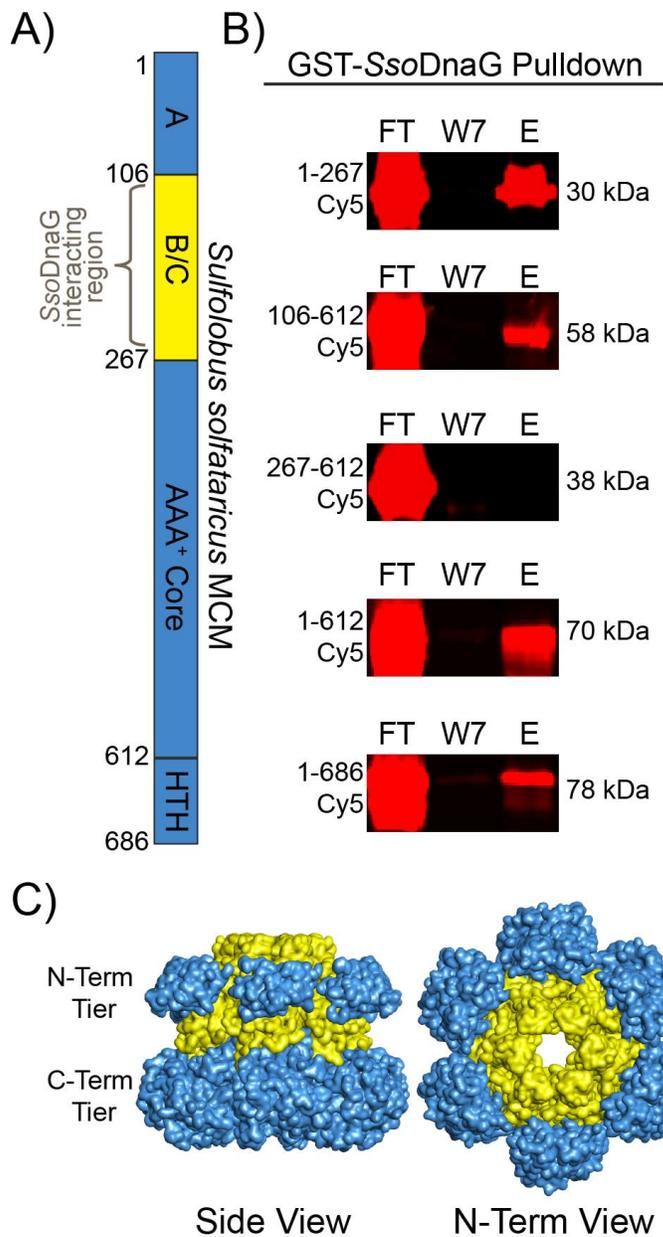 A)
1
A
106
SsoDnaG
interacting
region
B/C
267
AAA+ Core
612
HTH
686
Sulfolobus solfataricus MCM
B)
GST-SsoDnaG Pulldown
FT W7 E
1-267
Cy5
30 kDa
FT W7 E
106-612
Cy5
58 kDa
FT W7 E
267-612
Cy5
38 kDa
FT W7 E
1-612
Cy5
70 kDa
FT W7 E
1-686
Cy5
78 kDa
C)
N-Term
Tier
C-Term
Tier
Side View
N-Term View